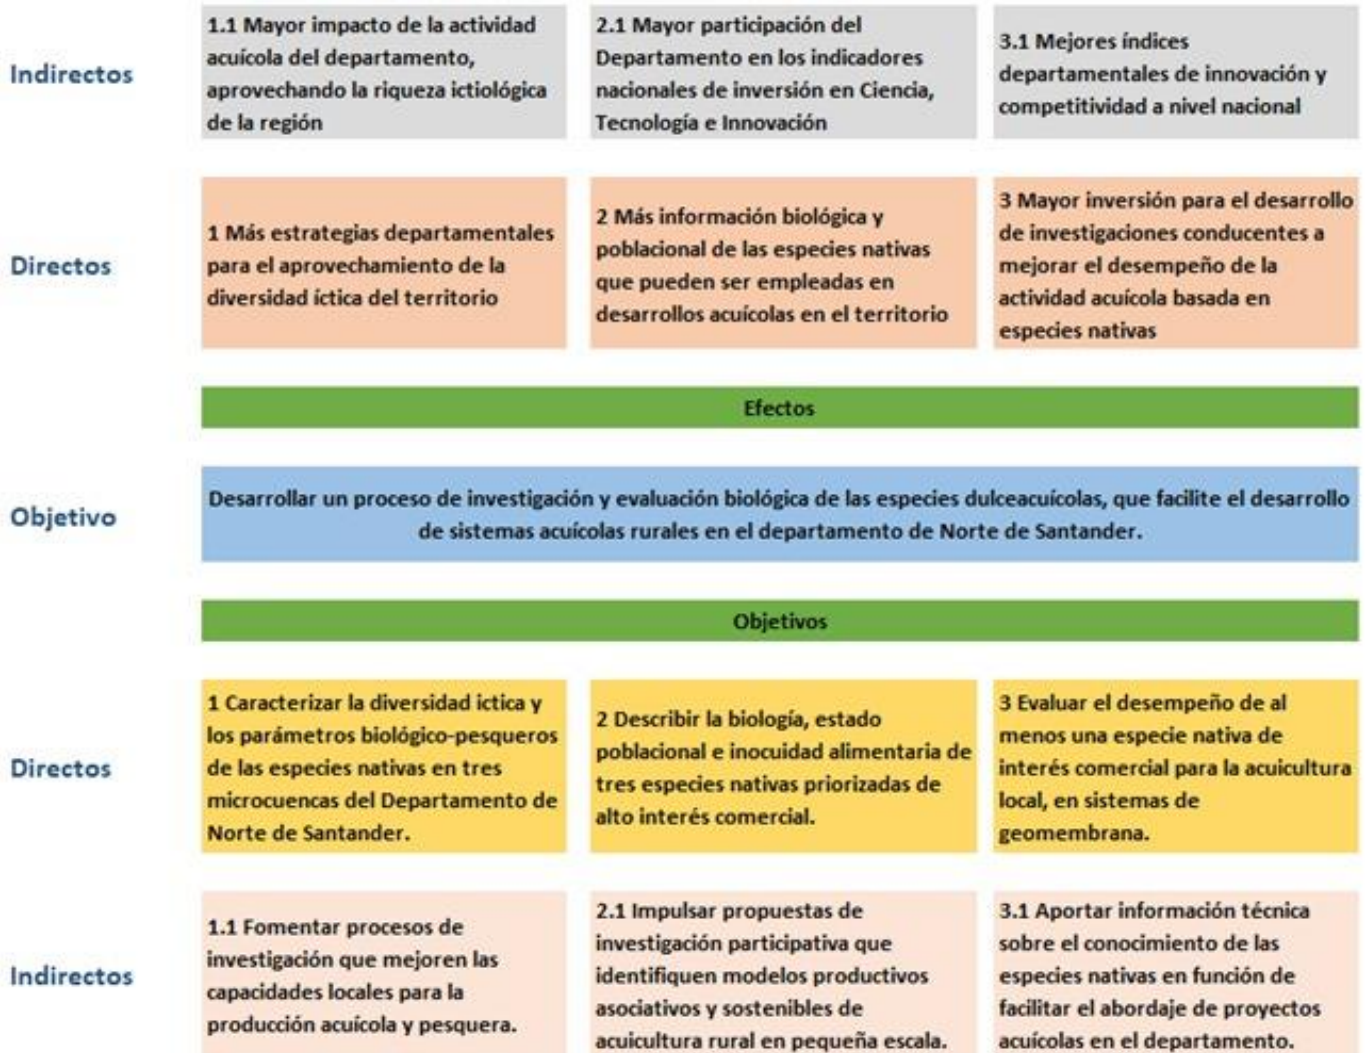 Indirectos
1.1 Mayor impacto de la actividad
acuícola del departamento,
aprovechando la riqueza ictiológica
de la región
2.1 Mayor participación del
Departamento en los indicadores
nacionales de inversión en Ciencia,
Tecnología e Innovación
3.1 Mejores índices
departamentales de innovación y
competitividad a nivel nacional
Directos
1 Más estrategias departamentales
para el aprovechamiento de la
diversidad íctica del territorio
2 Más información biológica y
poblacional de las especies nativas
que pueden ser empleadas en
desarrollos acuícolas en el territorio
3 Mayor inversión para el desarrollo
de investigaciones conducentes a
mejorar el desempeño de la
actividad acuícola basada en
especies nativas
Efectos
Objetivo
Desarrollar un proceso de investigación y evaluación biológica de las especies dulceacuícolas, que facilite el desarrollo
de sistemas acuícolas rurales en el departamento de Norte de Santander.
Objetivos
Directos
1 Caracterizar la diversidad ictica y
los parámetros biológico-pesqueros
de las especies nativas en tres
microcuencas del Departamento de
Norte de Santander.
2 Describir la biología, estado
poblacional e inocuidad alimentaria de
tres especies nativas priorizadas de
alto interés comercial.
3 Evaluar el desempeño de al
menos una especie nativa de
interés comercial para la acuicultura
local, en sistemas de
geomembrana.
Indirectos
1.1 Fomentar procesos de
investigación que mejoren las
capacidades locales para la
producción acuícola y pesquera.
2.1 Impulsar propuestas de
investigación participativa que
identifiquen modelos productivos
asociativos y sostenibles de
acuicultura rural en pequeña escala.
3.1 Aportar información técnica
sobre el conocimiento de las
especies nativas en función de
facilitar el abordaje de proyectos
acuícolas en el departamento.